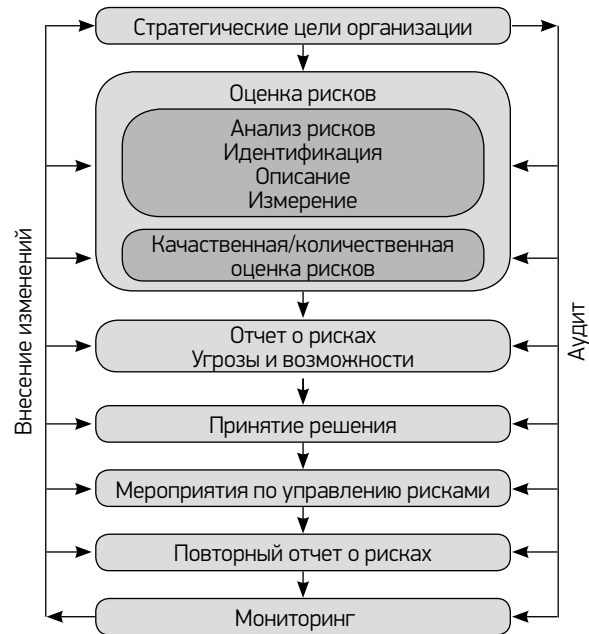 Стратегические цели организации
Оценка рисков
Анализ рисков
Идентификация
Описание
Измерение
Качаственная/количественная
оценка рисков
Отчет о рисках
Угрозы и возможности
Принятие решения
Мероприятия по управлению рисками
Повторный отчет о рисках
Мониторинг
Внесение изменений
Аудит